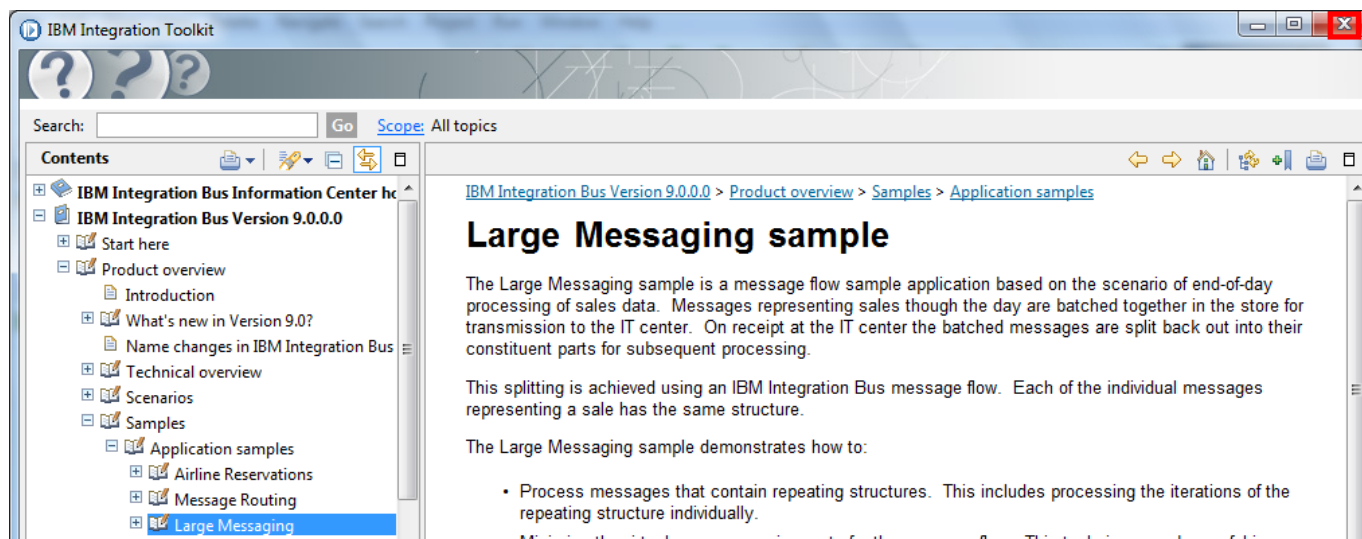 IBM Integration Toolkit
Search:
Go
Scope: All topics
Contents
IBM Integration Bus Information Center hc
IBM Integration Bus Version 9.0.0.0
Start here
Product overview
Introduction
What's new in Version 9.0?
Name changes in IBM Integration Bus
Technical overview
Scenarios
Samples
Application samples
Airline Reservations
Message Routing
Large Messaging
IBM Integration Bus Version 9.0.0.0 > Product overview > Samples > Application samples
Large Messaging sample
The Large Messaging sample is a message flow sample application based on the scenario of end-of-day
processing of sales data. Messages representing sales though the day are batched together in the store for
transmission to the IT center. On receipt at the IT center the batched messages are split back out into their
constituent parts for subsequent processing.
This splitting is achieved using an IBM Integration Bus message flow. Each of the individual messages
representing a sale has the same structure.
The Large Messaging sample demonstrates how to:
• Process messages that contain repeating structures. This includes processing the iterations of the
repeating structure individually.